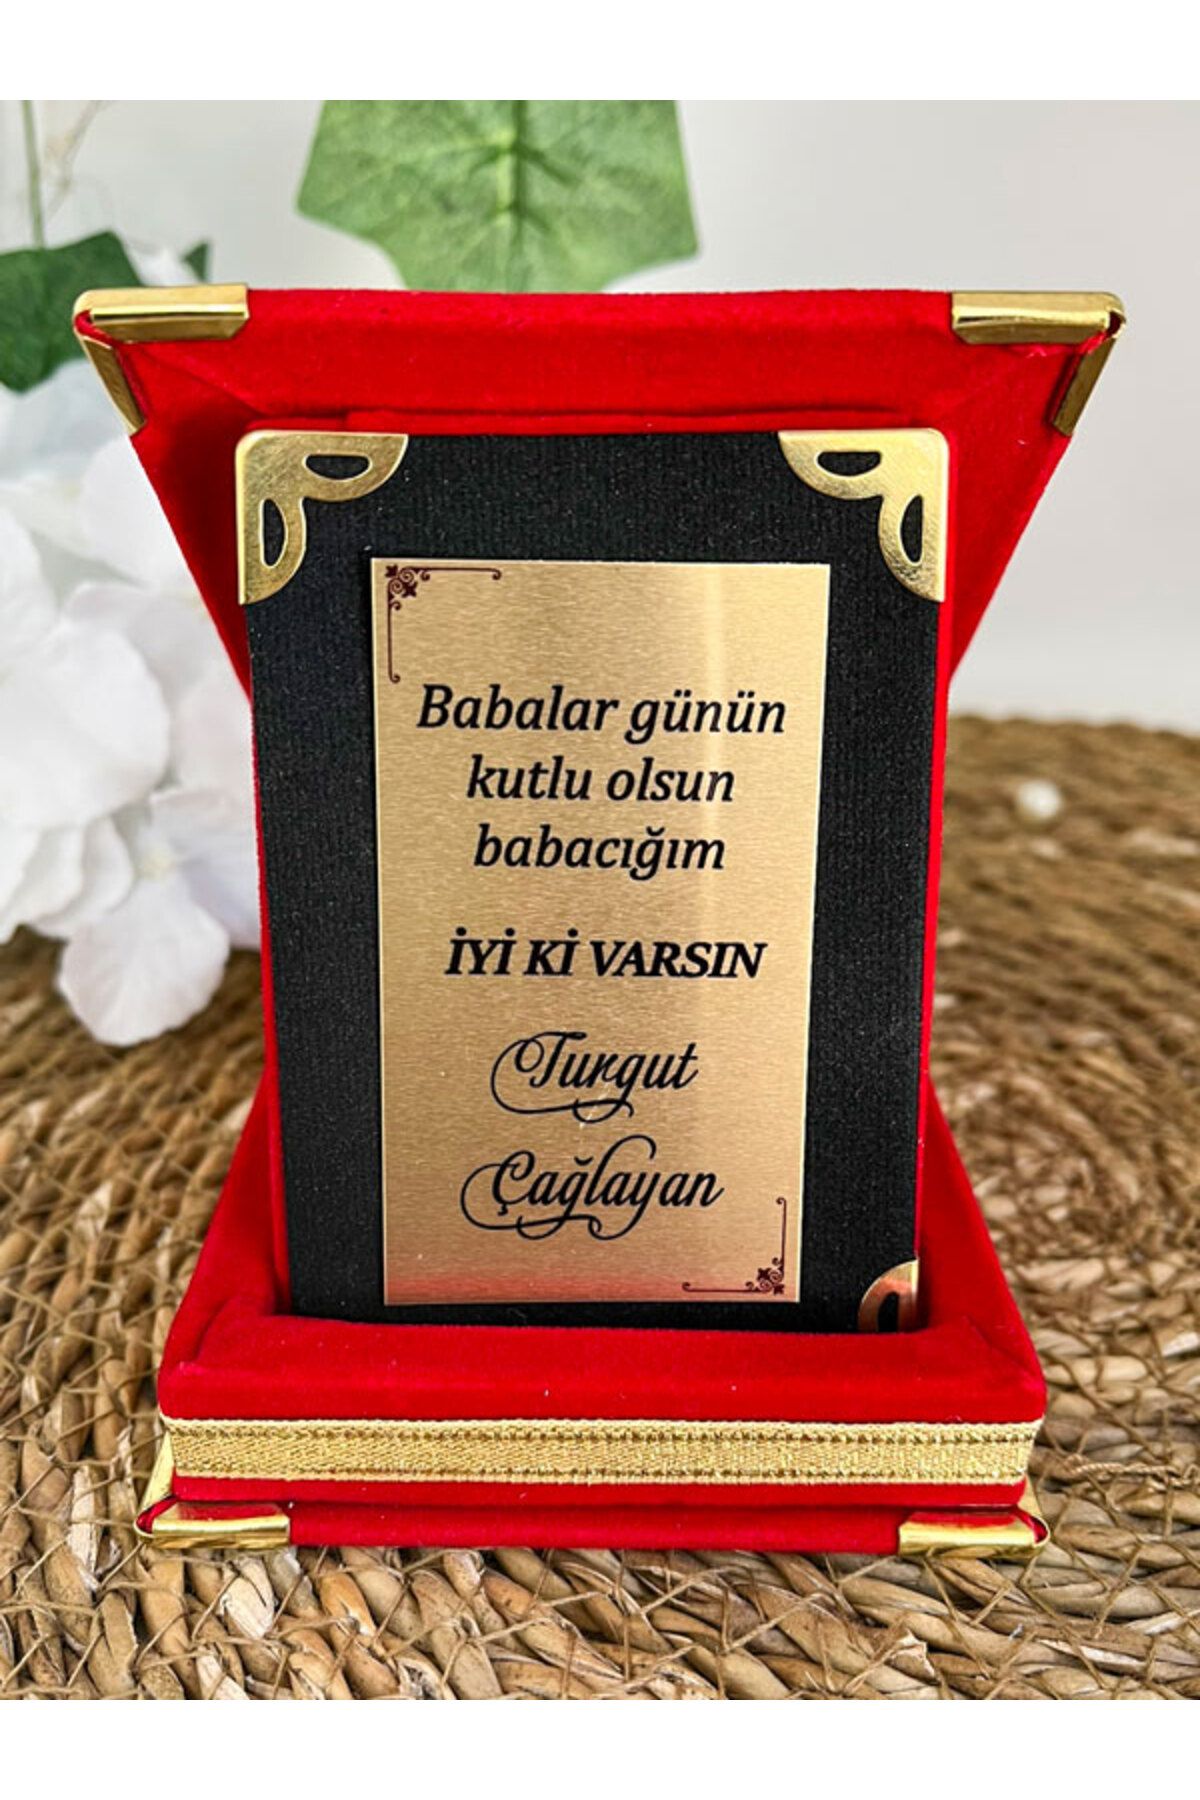 Babalar günün
kutlu olsun
babacığım
İYİ Kİ VARSIN
Turgut
Çağlayan